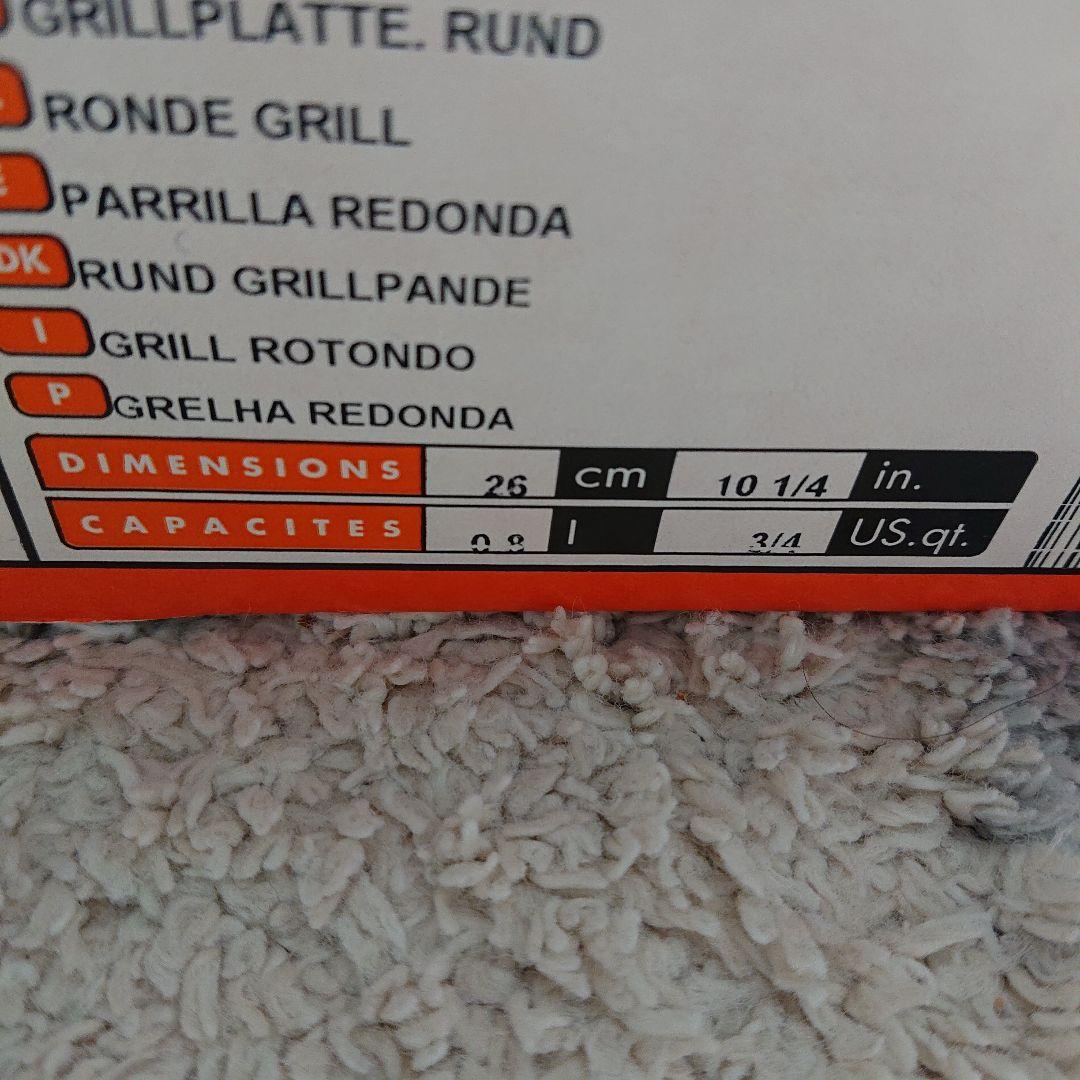 GRILLPLATTE. RUND
RONDE GRILL
E PARRILLA REDONDA
DK RUND GRILLPANDE
I GRILL ROTONDO
P GRELHA REDONDA
DIMENSIONS 26 cm 10 1/4 in.
CAPACITES 0.8 l 3/4 US.qt.